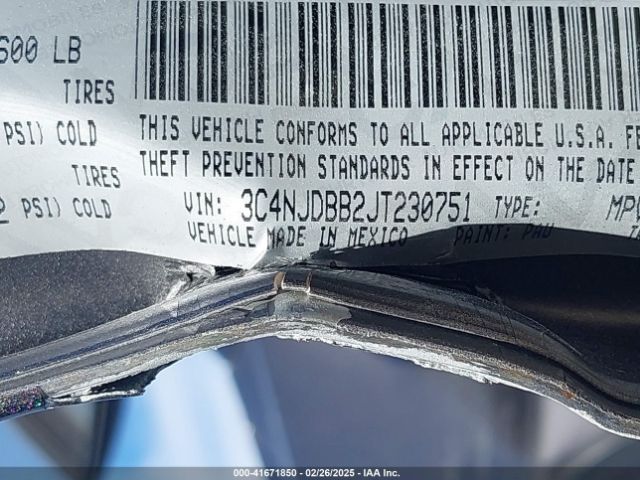 600 LB
TIRES
PSI) COLD
THIS VEHICLE CONFORMS TO ALL APPLICABLE U.S.A. FE
THEFT PREVENTION STANDARDS IN EFFECT ON THE DATE
PSI) COLD
VIN: 3C4NJDBB2JT230751 TYPE: MPV
VEHICLE MADE IN MEXICO PAINT: PAU
000-41671850 | 02/26/2025 | IAA Inc.